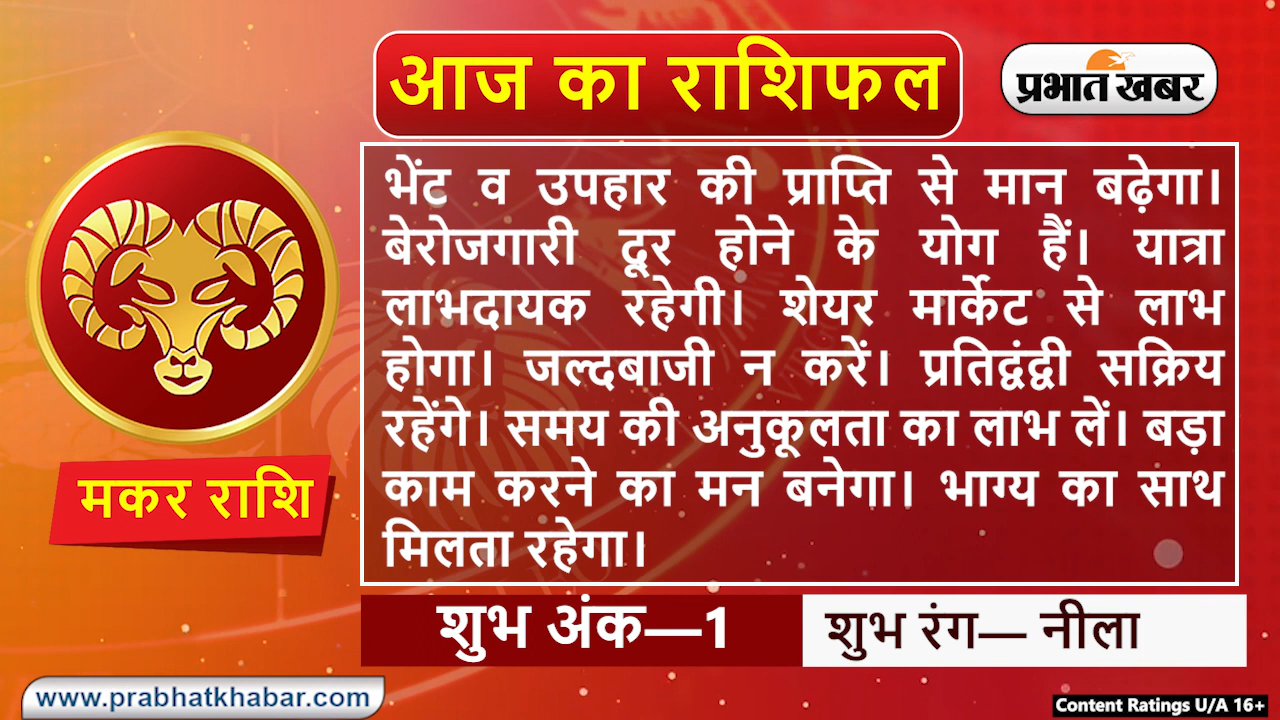 आज का राशिफल
प्रभात खबर
भेंट व उपहार की प्राप्ति से मान बढ़ेगा।
बेरोजगारी दूर होने के योग हैं। यात्रा
लाभदायक रहेगी। शेयर मार्केट से लाभ
होगा। जल्दबाजी न करें। प्रतिद्वंद्वी सक्रिय
रहेंगे। समय की अनुकूलता का लाभ लें। बड़ा
काम करने का मन बनेगा। भाग्य का साथ
मिलता रहेगा।
मकर राशि
शुभ अंक—1
शुभ रंग— नीला
www.prabhatkhabar.com
Content Ratings U/A 16+